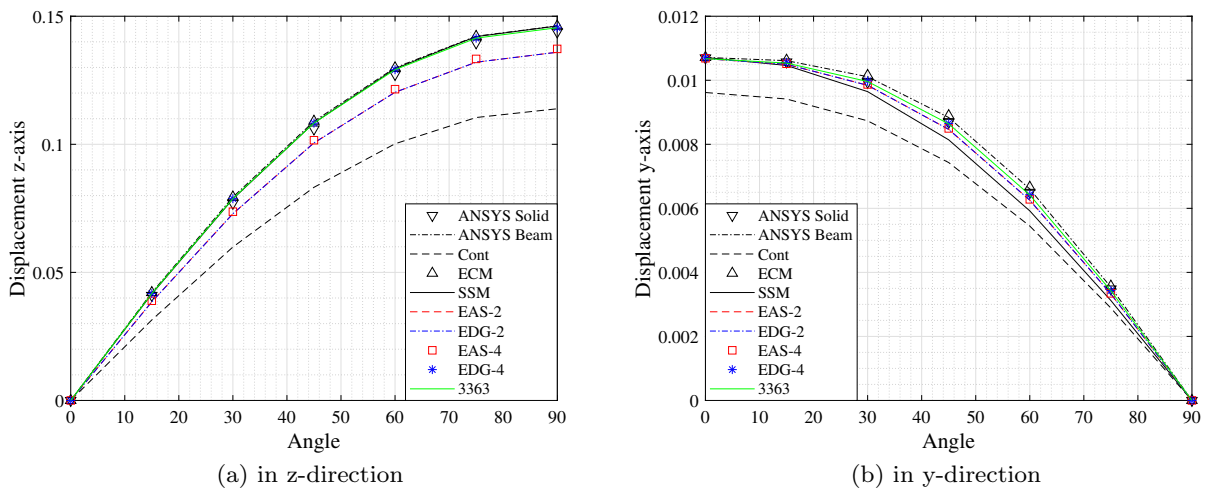 0.15
0.1
0.05
0
Displacement z-axis
ANSYS Solid
ANSYS Beam
Cont
ECM
SSM
EAS-2
EDG-2
EAS-4
EDG-4
3363
0 10 20 30 40 50 60 70 80 90
Angle
(a) in z-direction
0.012
0.010
0.008
0.006
0.004
0.002
0
Displacement y-axis
ANSYS Solid
ANSYS Beam
Cont
ECM
SSM
EAS-2
EDG-2
EAS-4
EDG-4
3363
0 10 20 30 40 50 60 70 80 90
Angle
(b) in y-direction